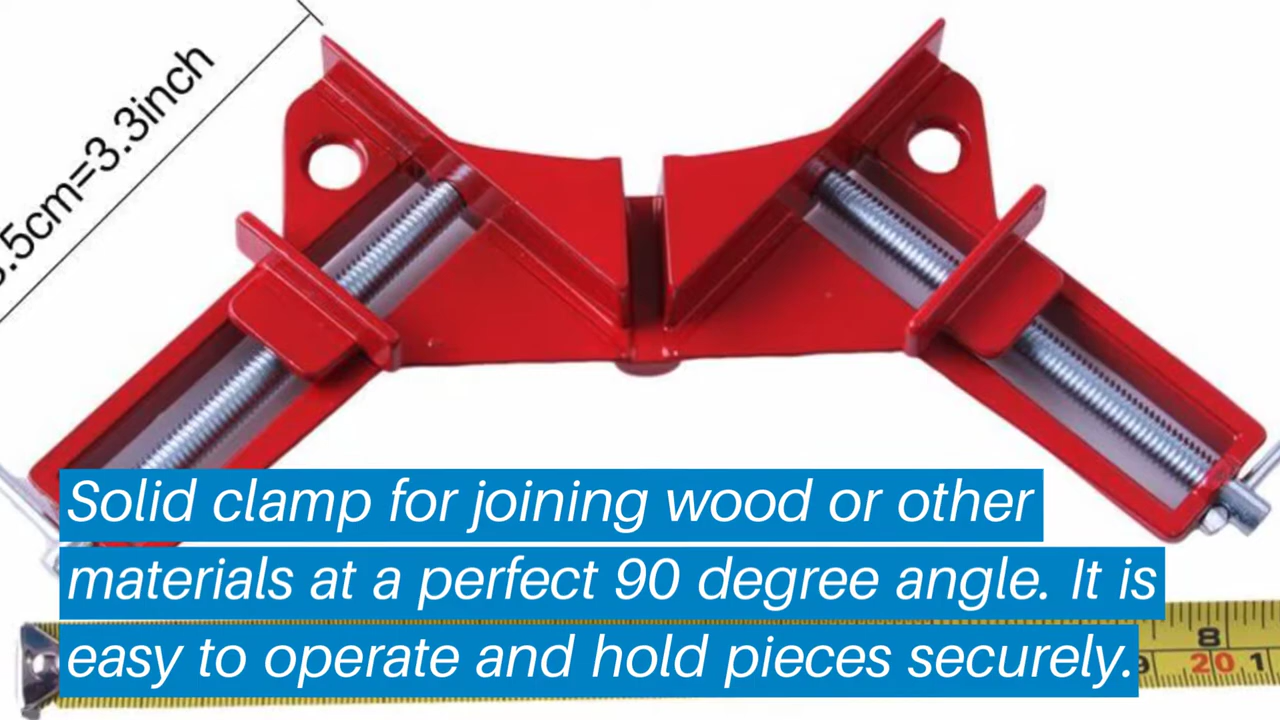 .5cm=3.3inch
Solid clamp for joining wood or other
materials at a perfect 90 degree angle. It is
easy to operate and hold pieces securely.
8
20 1